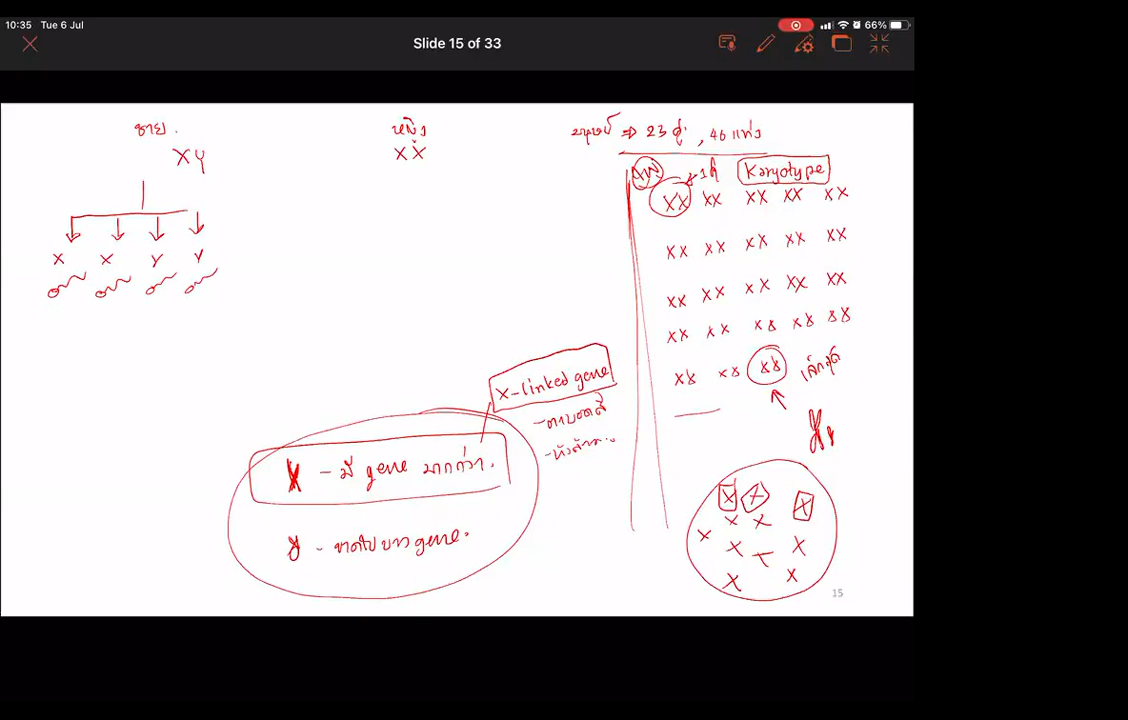 10:35 Tue 6 Jul
66%
Slide 15 of 33
ชาย.
XY
X X Y Y
หญิง
XX
มนุษย์ ⇒ 23 คู่, 46 แท่ง
Karyotype
XX XX XX XX XX
XX XX XX XX XX
XX XX XX XX XX
XX XX XX XX XX
XX XX XX เล็กสุด
X-linked gene
- ตาบอดสี
- หัวล้าน
X - มี gene มากกว่า.
Y - ขาดไปบาง gene.
X X X
X X
X X X
T
X X
15